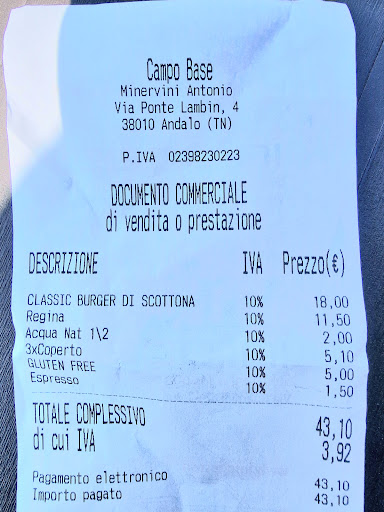 Campo Base
Minervini Antonio
Via Ponte Lambin, 4
38010 Andalo (TN)
P.IVA 02398230223
DOCUMENTO COMMERCIALE
di vendita o prestazione
DESCRIZIONE IVA Prezzo(€)
CLASSIC BURGER DI SCOTTONA 10% 18,00
Regina 10% 11,50
Acqua Nat 1\2 10% 2,00
3xCoperto 10% 5,10
GLUTEN FREE 10% 5,00
Espresso 10% 1,50
TOTALE COMPLESSIVO 43,10
di cui IVA 3,92
Pagamento elettronico 43,10
Importo pagato 43,10